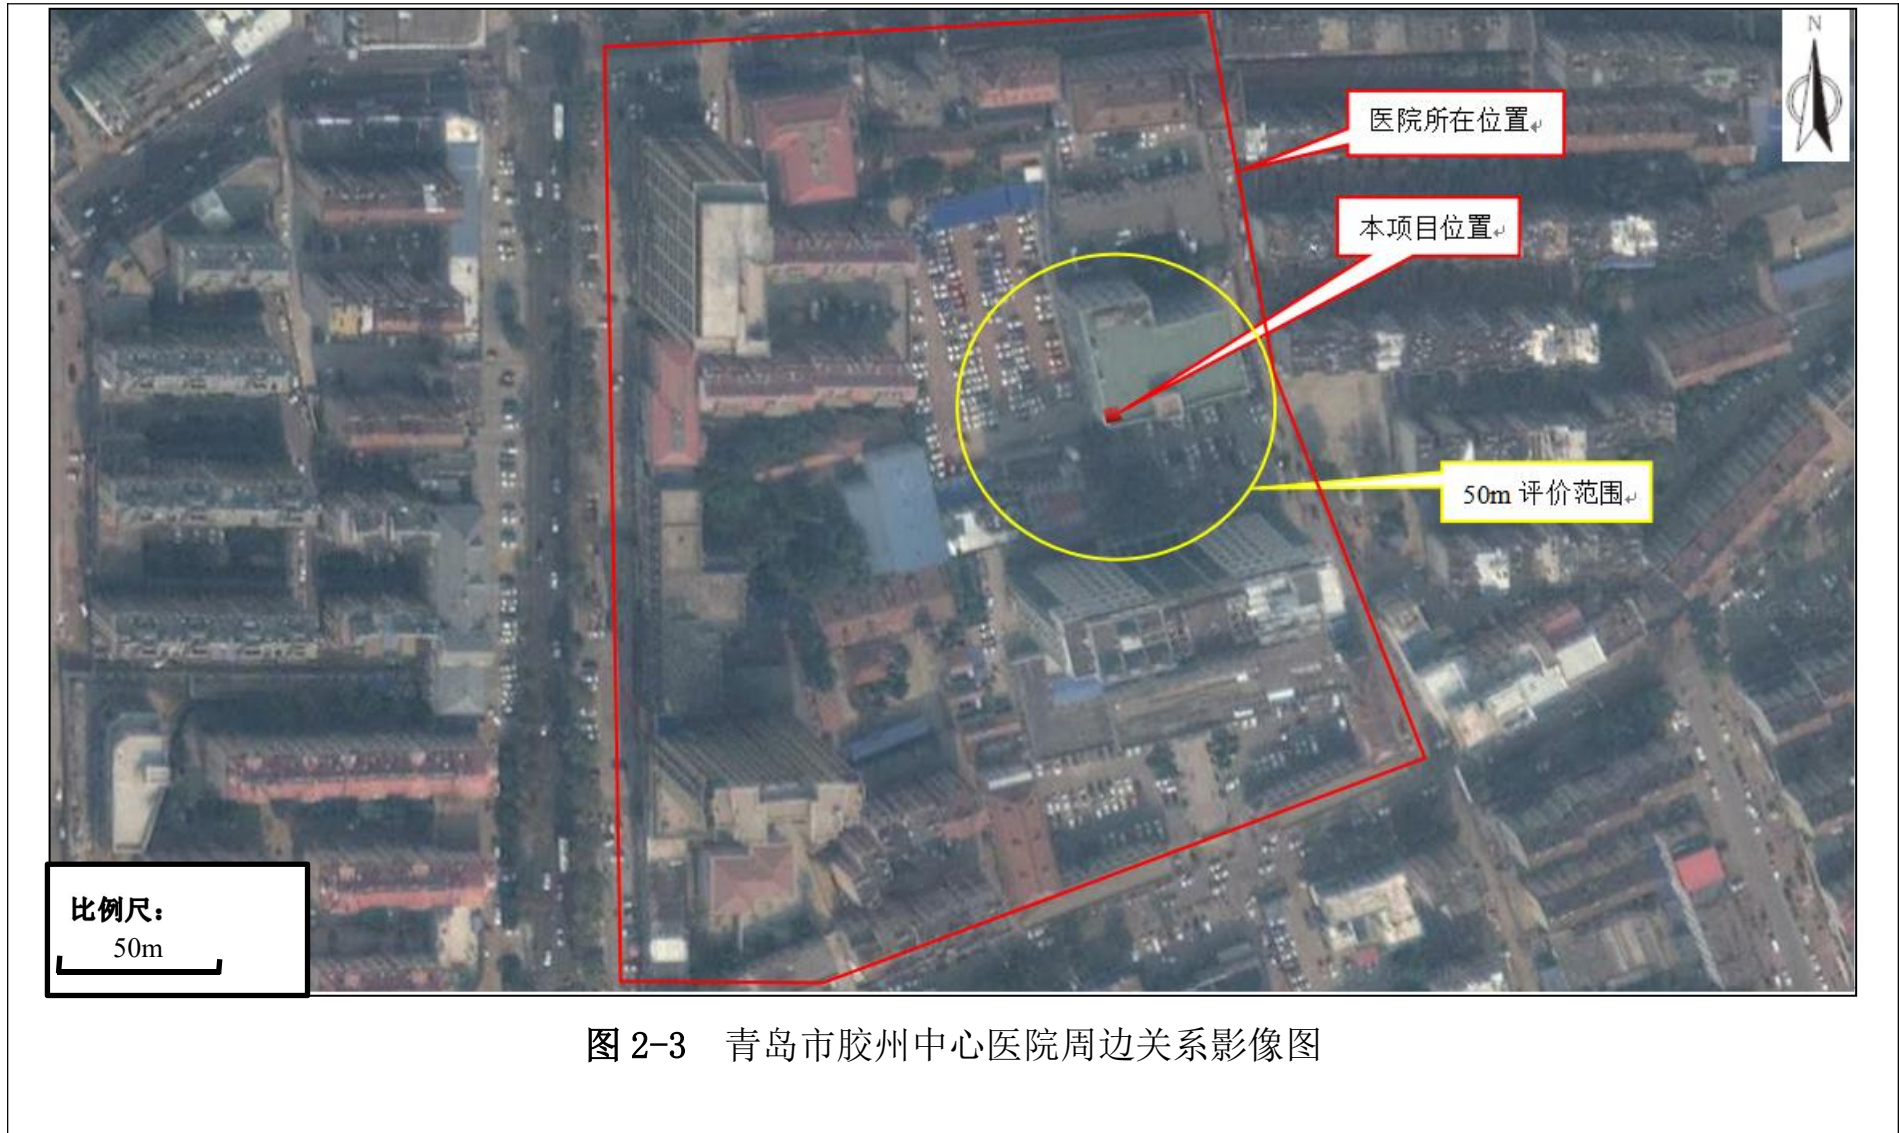 N
医院所在位置
本项目位置
50m 评价范围
比例尺：
50m
图 2-3 青岛市胶州中心医院周边关系影像图